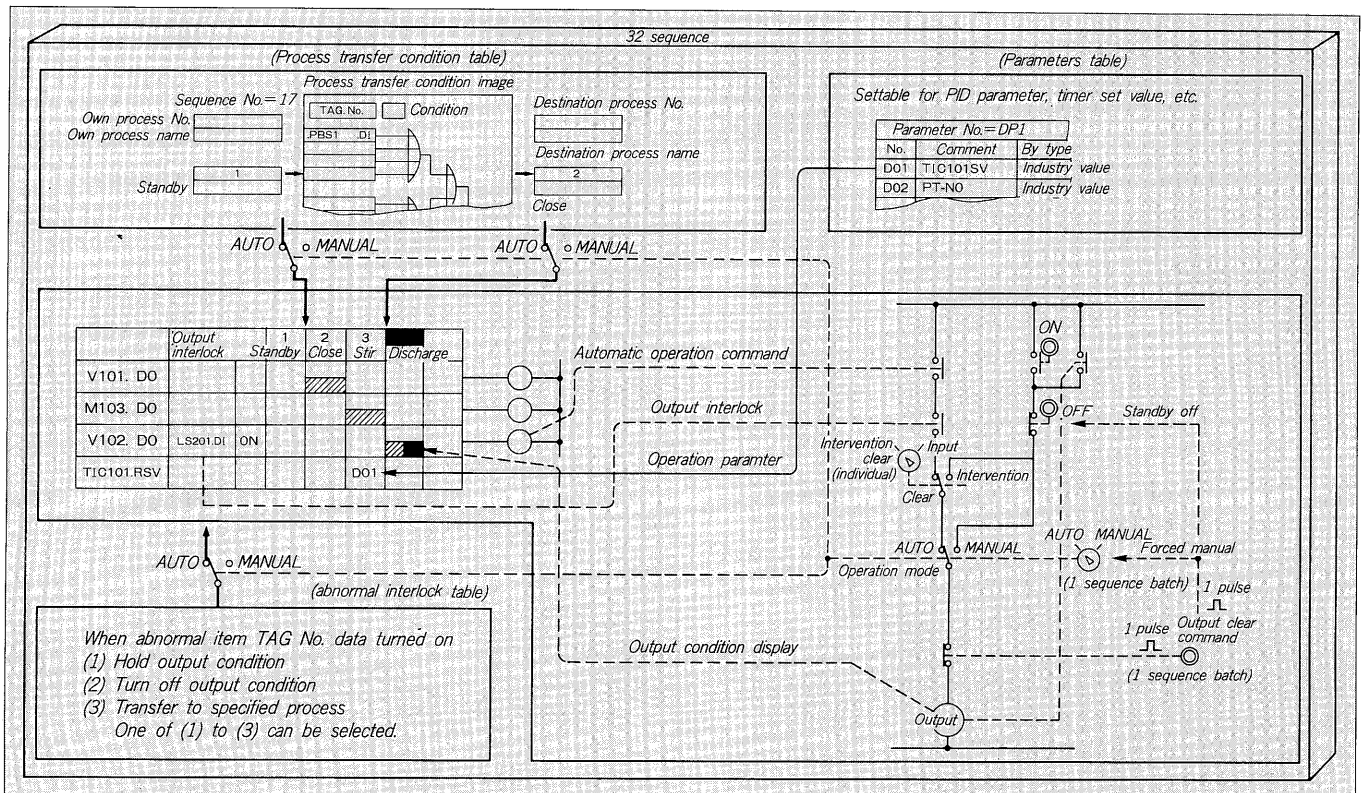 32 sequence
(Process transfer condition table)
Process transfer condition image
Sequence No.= 17
Own process No.
Own process name
TAG. No.
Condition
.PBS1 .DI
Destination process No.
Destination process name
1
2
Standby
Close
(Parameters table)
Settable for PID parameter, timer set value, etc.
Parameter No.=DP1
No. Comment By type
D01 TIC101SV Industry value
D02 PT-NO Industry value
AUTO MANUAL
AUTO MANUAL
Output interlock
1 Standby
2 Close
3 Stir
Discharge
V101. D0
M103. D0
V102. D0 LS201.DI ON
TIC101.RSV D01
Automatic operation command
Output interlock
Operation paramter
ON
OFF
Standby off
Intervention clear (individual)
Input
Intervention
Clear
AUTO MANUAL
Operation mode
AUTO MANUAL
Forced manual
(1 sequence batch)
1 pulse
Output clear command
1 pulse
(1 sequence batch)
Output condition display
Output
AUTO MANUAL
(abnormal interlock table)
When abnormal item TAG No. data turned on
(1) Hold output condition
(2) Turn off output condition
(3) Transfer to specified process
One of (1) to (3) can be selected.